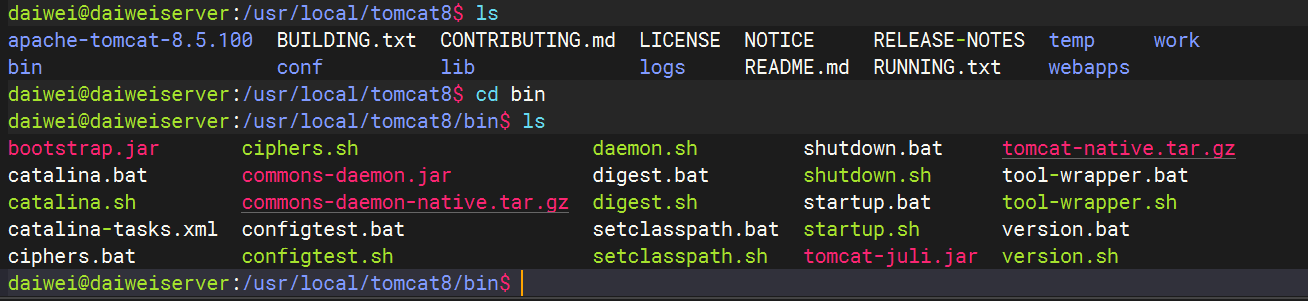 daiwei@daiweiserver:/usr/local/tomcat8$ ls
apache-tomcat-8.5.100  BUILDING.txt  CONTRIBUTING.md  LICENSE  NOTICE     RELEASE-NOTES  temp     work
bin                    conf          lib              logs     README.md  RUNNING.txt    webapps
daiwei@daiweiserver:/usr/local/tomcat8$ cd bin
daiwei@daiweiserver:/usr/local/tomcat8/bin$ ls
bootstrap.jar       ciphers.sh                    daemon.sh         shutdown.bat    tomcat-native.tar.gz
catalina.bat        commons-daemon.jar            digest.bat        shutdown.sh     tool-wrapper.bat
catalina.sh         commons-daemon-native.tar.gz  digest.sh         startup.bat     tool-wrapper.sh
catalina-tasks.xml  configtest.bat                setclasspath.bat  startup.sh      version.bat
ciphers.bat         configtest.sh                 setclasspath.sh   tomcat-juli.jar  version.sh
daiwei@daiweiserver:/usr/local/tomcat8/bin$